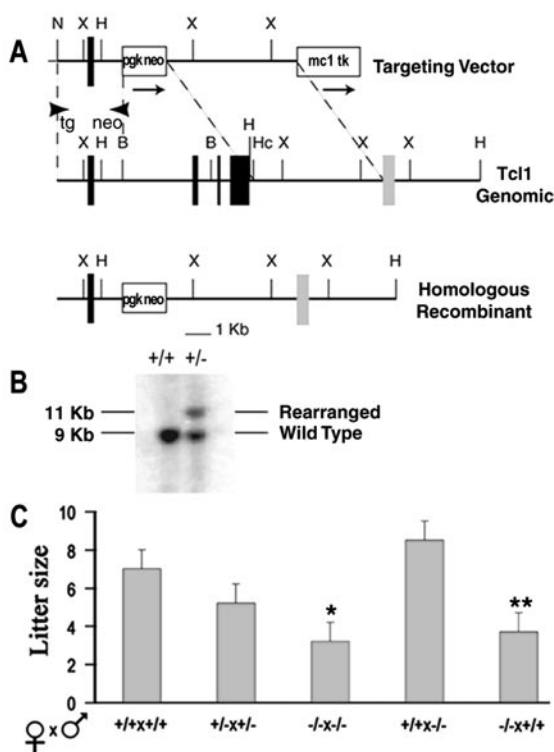 N X H X X
A
pgk neo
mc1 tk
Targeting Vector
tg neo
X H B B H Hc X X H
Tcl1
Genomic
X H X X X H
pgk neo
Homologous
Recombinant
1 Kb
+/+ +/-
B
11 Kb Rearranged
9 Kb Wild Type
C
Litter size
10
8
6
4
2
0
* **
♀ x ♂ +/+x+/+ +/-x+/- -/-x-/- +/+x-/- -/-x+/+